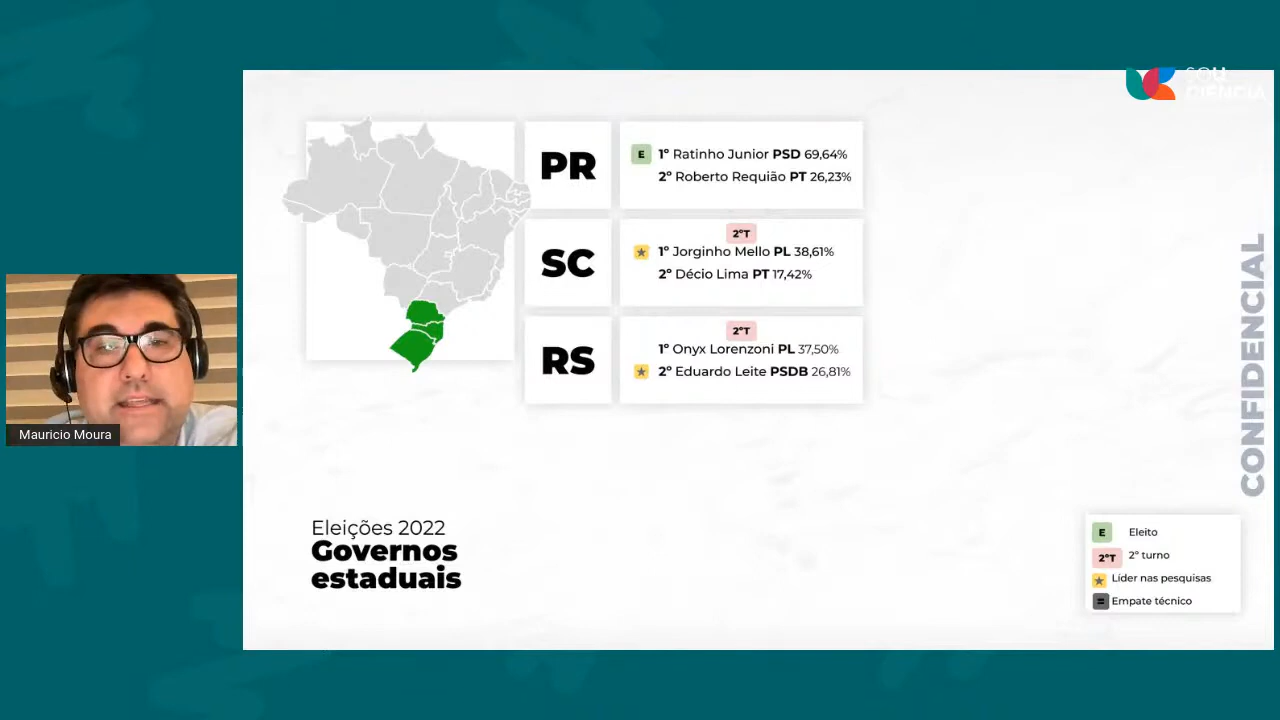 SOU
CIÊNCIA
PR
E 1º Ratinho Junior PSD 69,64%
2º Roberto Requião PT 26,23%
SC
2ºT
1º Jorginho Mello PL 38,61%
2º Décio Lima PT 17,42%
RS
2ºT
1º Onyx Lorenzoni PL 37,50%
2º Eduardo Leite PSDB 26,81%
CONFIDENCIAL
Mauricio Moura
Eleições 2022
Governos
estaduais
E Eleito
2ºT 2º turno
Líder nas pesquisas
= Empate técnico